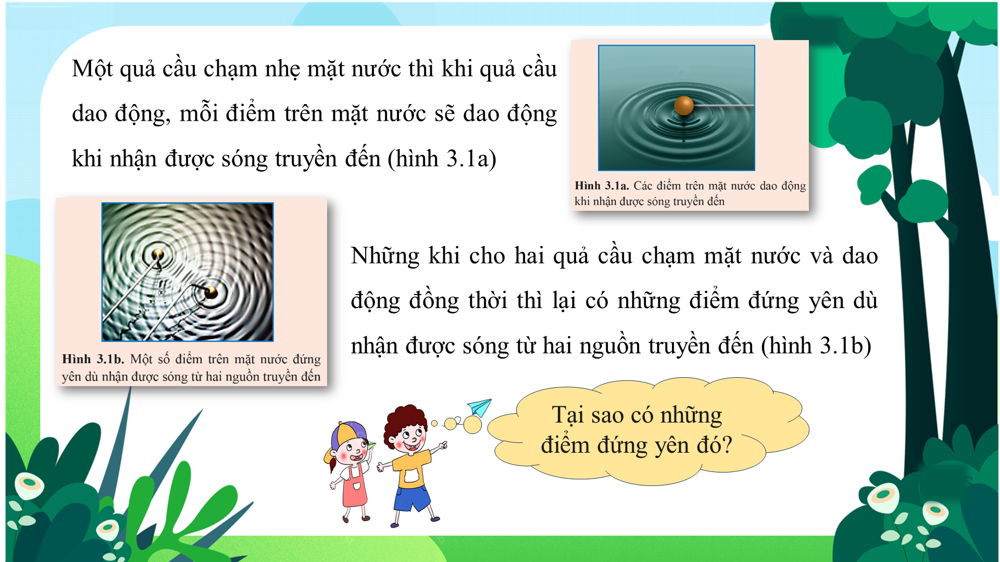 Một quả cầu chạm nhẹ mặt nước thì khi quả cầu
dao động, mỗi điểm trên mặt nước sẽ dao động
khi nhận được sóng truyền đến (hình 3.1a)
Hình 3.1a. Các điểm trên mặt nước dao động
khi nhận được sóng truyền đến
Hình 3.1b. Một số điểm trên mặt nước đứng
yên dù nhận được sóng từ hai nguồn truyền đến
Những khi cho hai quả cầu chạm mặt nước và dao
động đồng thời thì lại có những điểm đứng yên dù
nhận được sóng từ hai nguồn truyền đến (hình 3.1b)
Tại sao có những
điểm đứng yên đó?